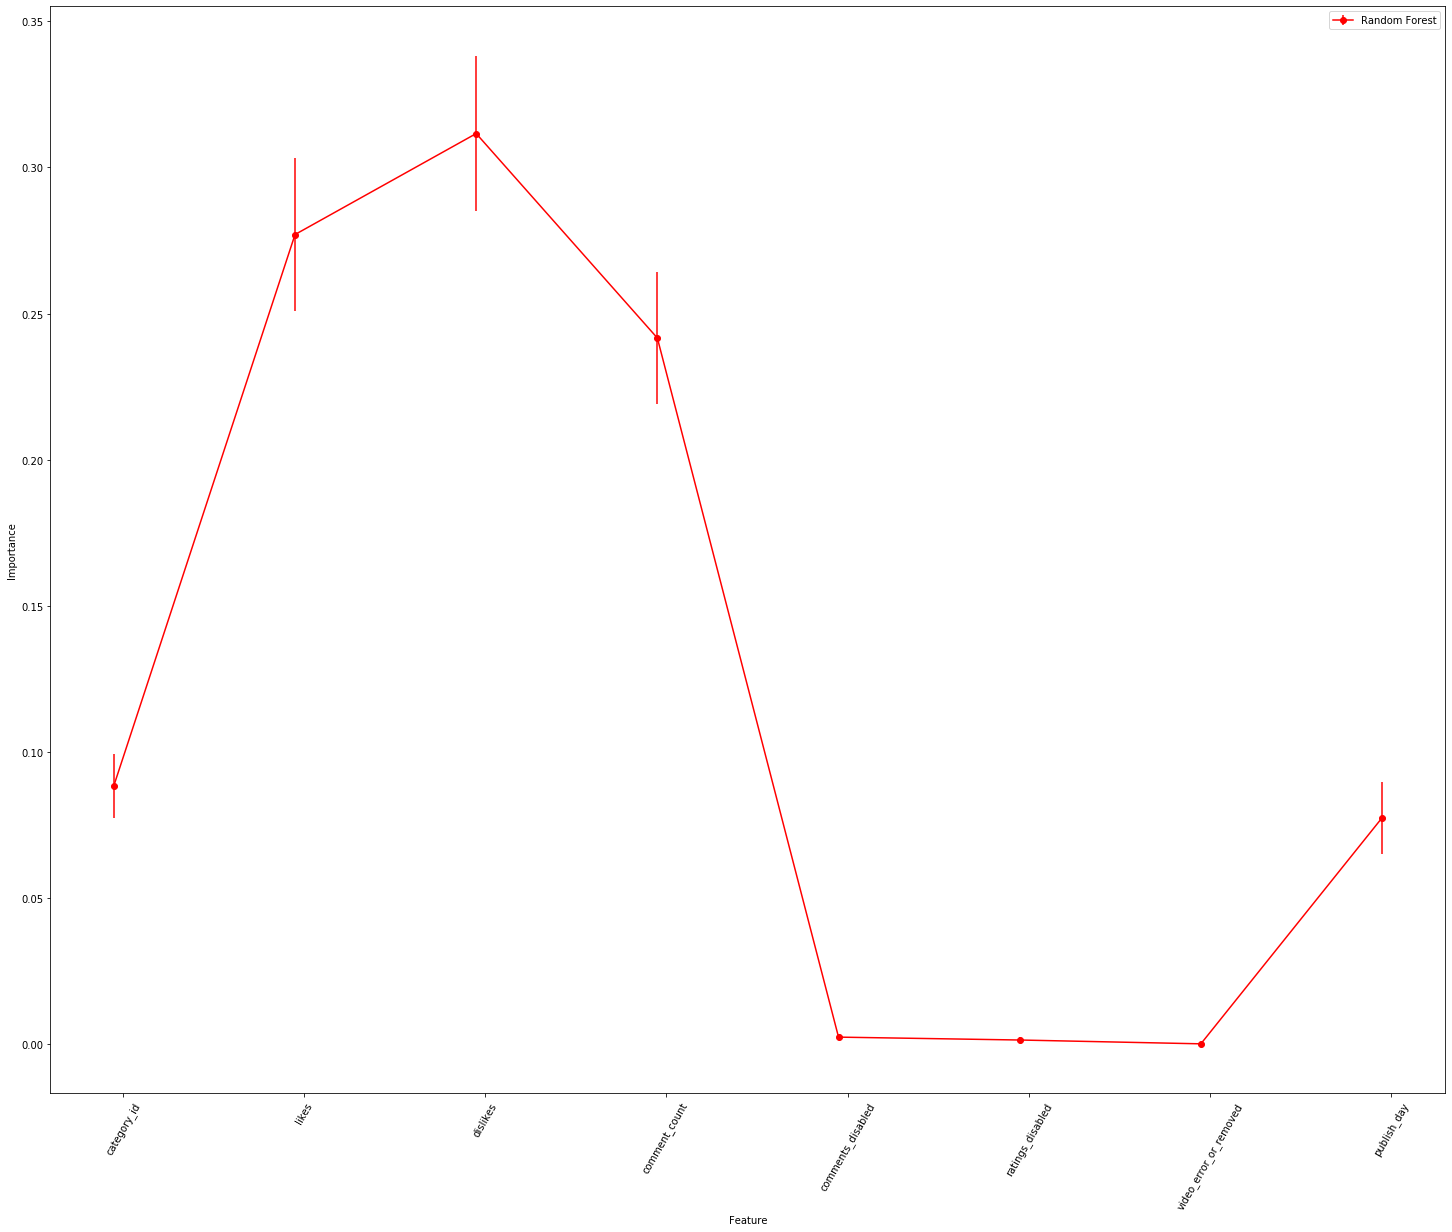 Random Forest
0.35
0.30
0.25
0.20
0.15
0.10
0.05
0.00
Importance
category_id
likes
dislikes
comment_count
comments_disabled
ratings_disabled
video_error_or_removed
publish_day
Feature